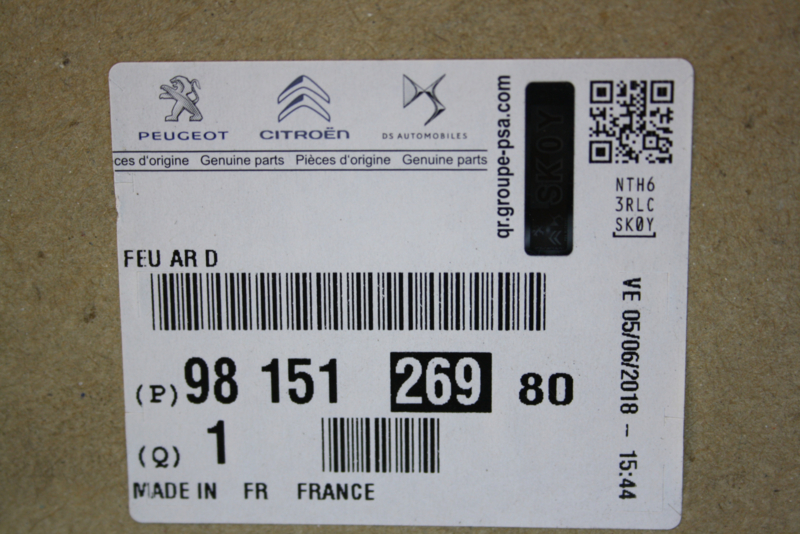 PEUGEOT CITROËN DS AUTOMOBILES
ces d'origine Genuine parts Pièces d'origine Genuine parts
qr.groupe-psa.com
SK0Y
NTH6
3RLC
SK0Y
FEU AR D
(P) 98 151 269 80
(Q) 1
MADE IN FR FRANCE
VE 05/06/2018 - 15:44